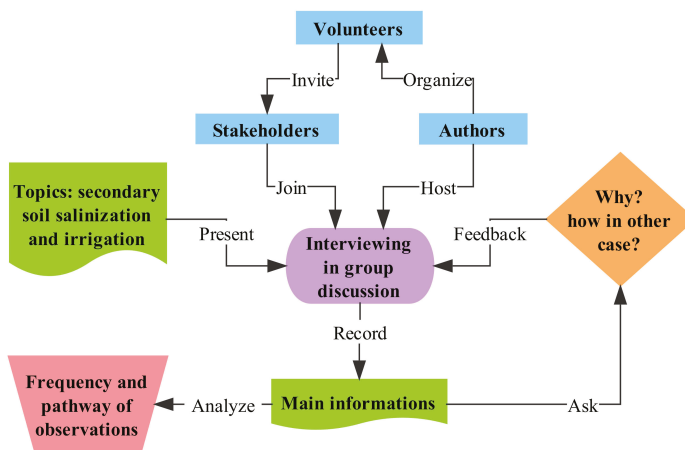 Volunteers
Invite
Organize
Stakeholders
Authors
Join
Host
Topics: secondary
soil salinization
and irrigation
Present
Interviewing
in group
discussion
Feedback
Why?
how in other
case?
Record
Frequency and
pathway of
observations
Analyze
Main informations
Ask